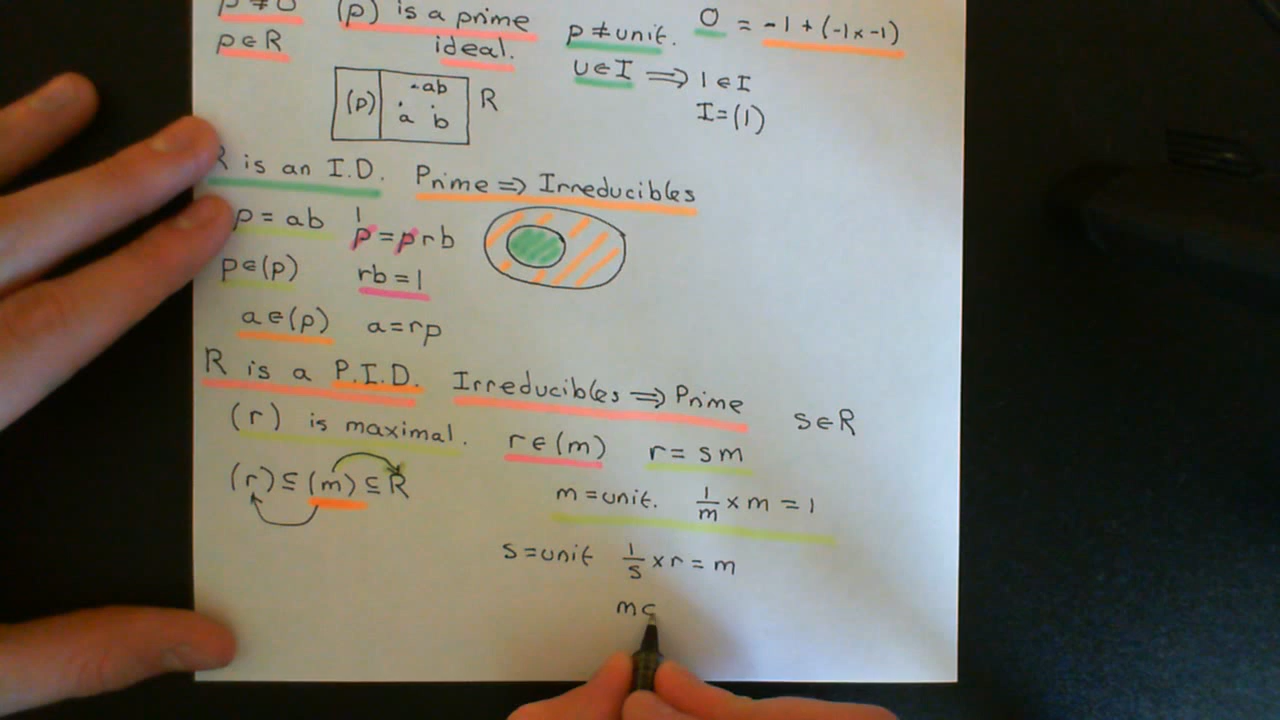 p ≠ 0 (p) is a prime ideal. p ≠ unit. 0 = -1 + (-1 × -1)
p ∈ R
u ∈ I ⟹ 1 ∈ I
I = (1)
(p) ·ab R
a b
R is an I.D. Prime ⟹ Irreducibles
p = ab 1
p = prb
p ∈ (p) rb = 1
a ∈ (p) a = rp
R is a P.I.D. Irreducibles ⟹ Prime
s ∈ R
(r) is maximal. r ∈ (m) r = sm
(r) ⊆ (m) ⊆ R
m = unit. 1/m × m = 1
s = unit 1/s × r = m
m